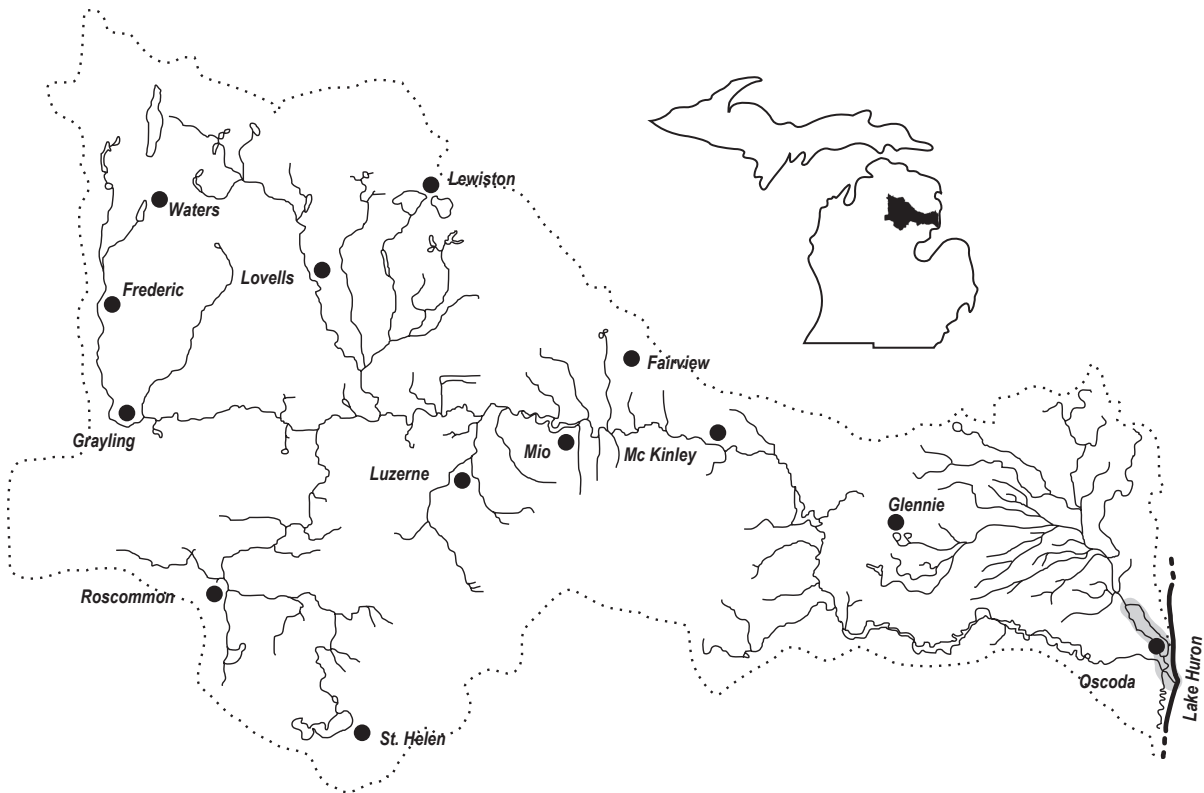 Lewiston
Waters
Lovells
Frederic
Fairview
Grayling
Mio
Mc Kinley
Luzerne
Glennie
Roscommon
Oscoda
Lake Huron
St. Helen